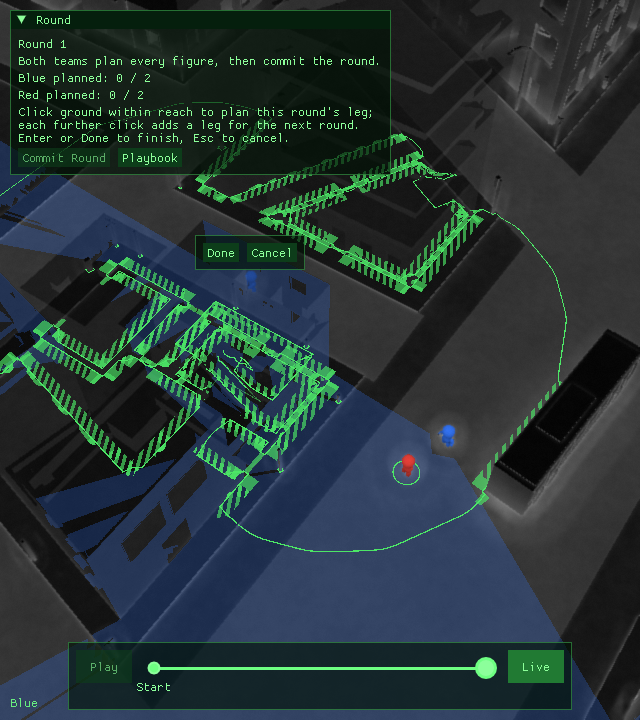 Round
Round 1
Both teams plan every figure, then commit the round.
Blue planned: 0 / 2
Red planned: 0 / 2
Click ground within reach to plan this round's leg;
each further click adds a leg for the next round.
Enter or Done to finish, Esc to cancel.
Commit Round Playbook
Done Cancel
Play Live
Start
Blue